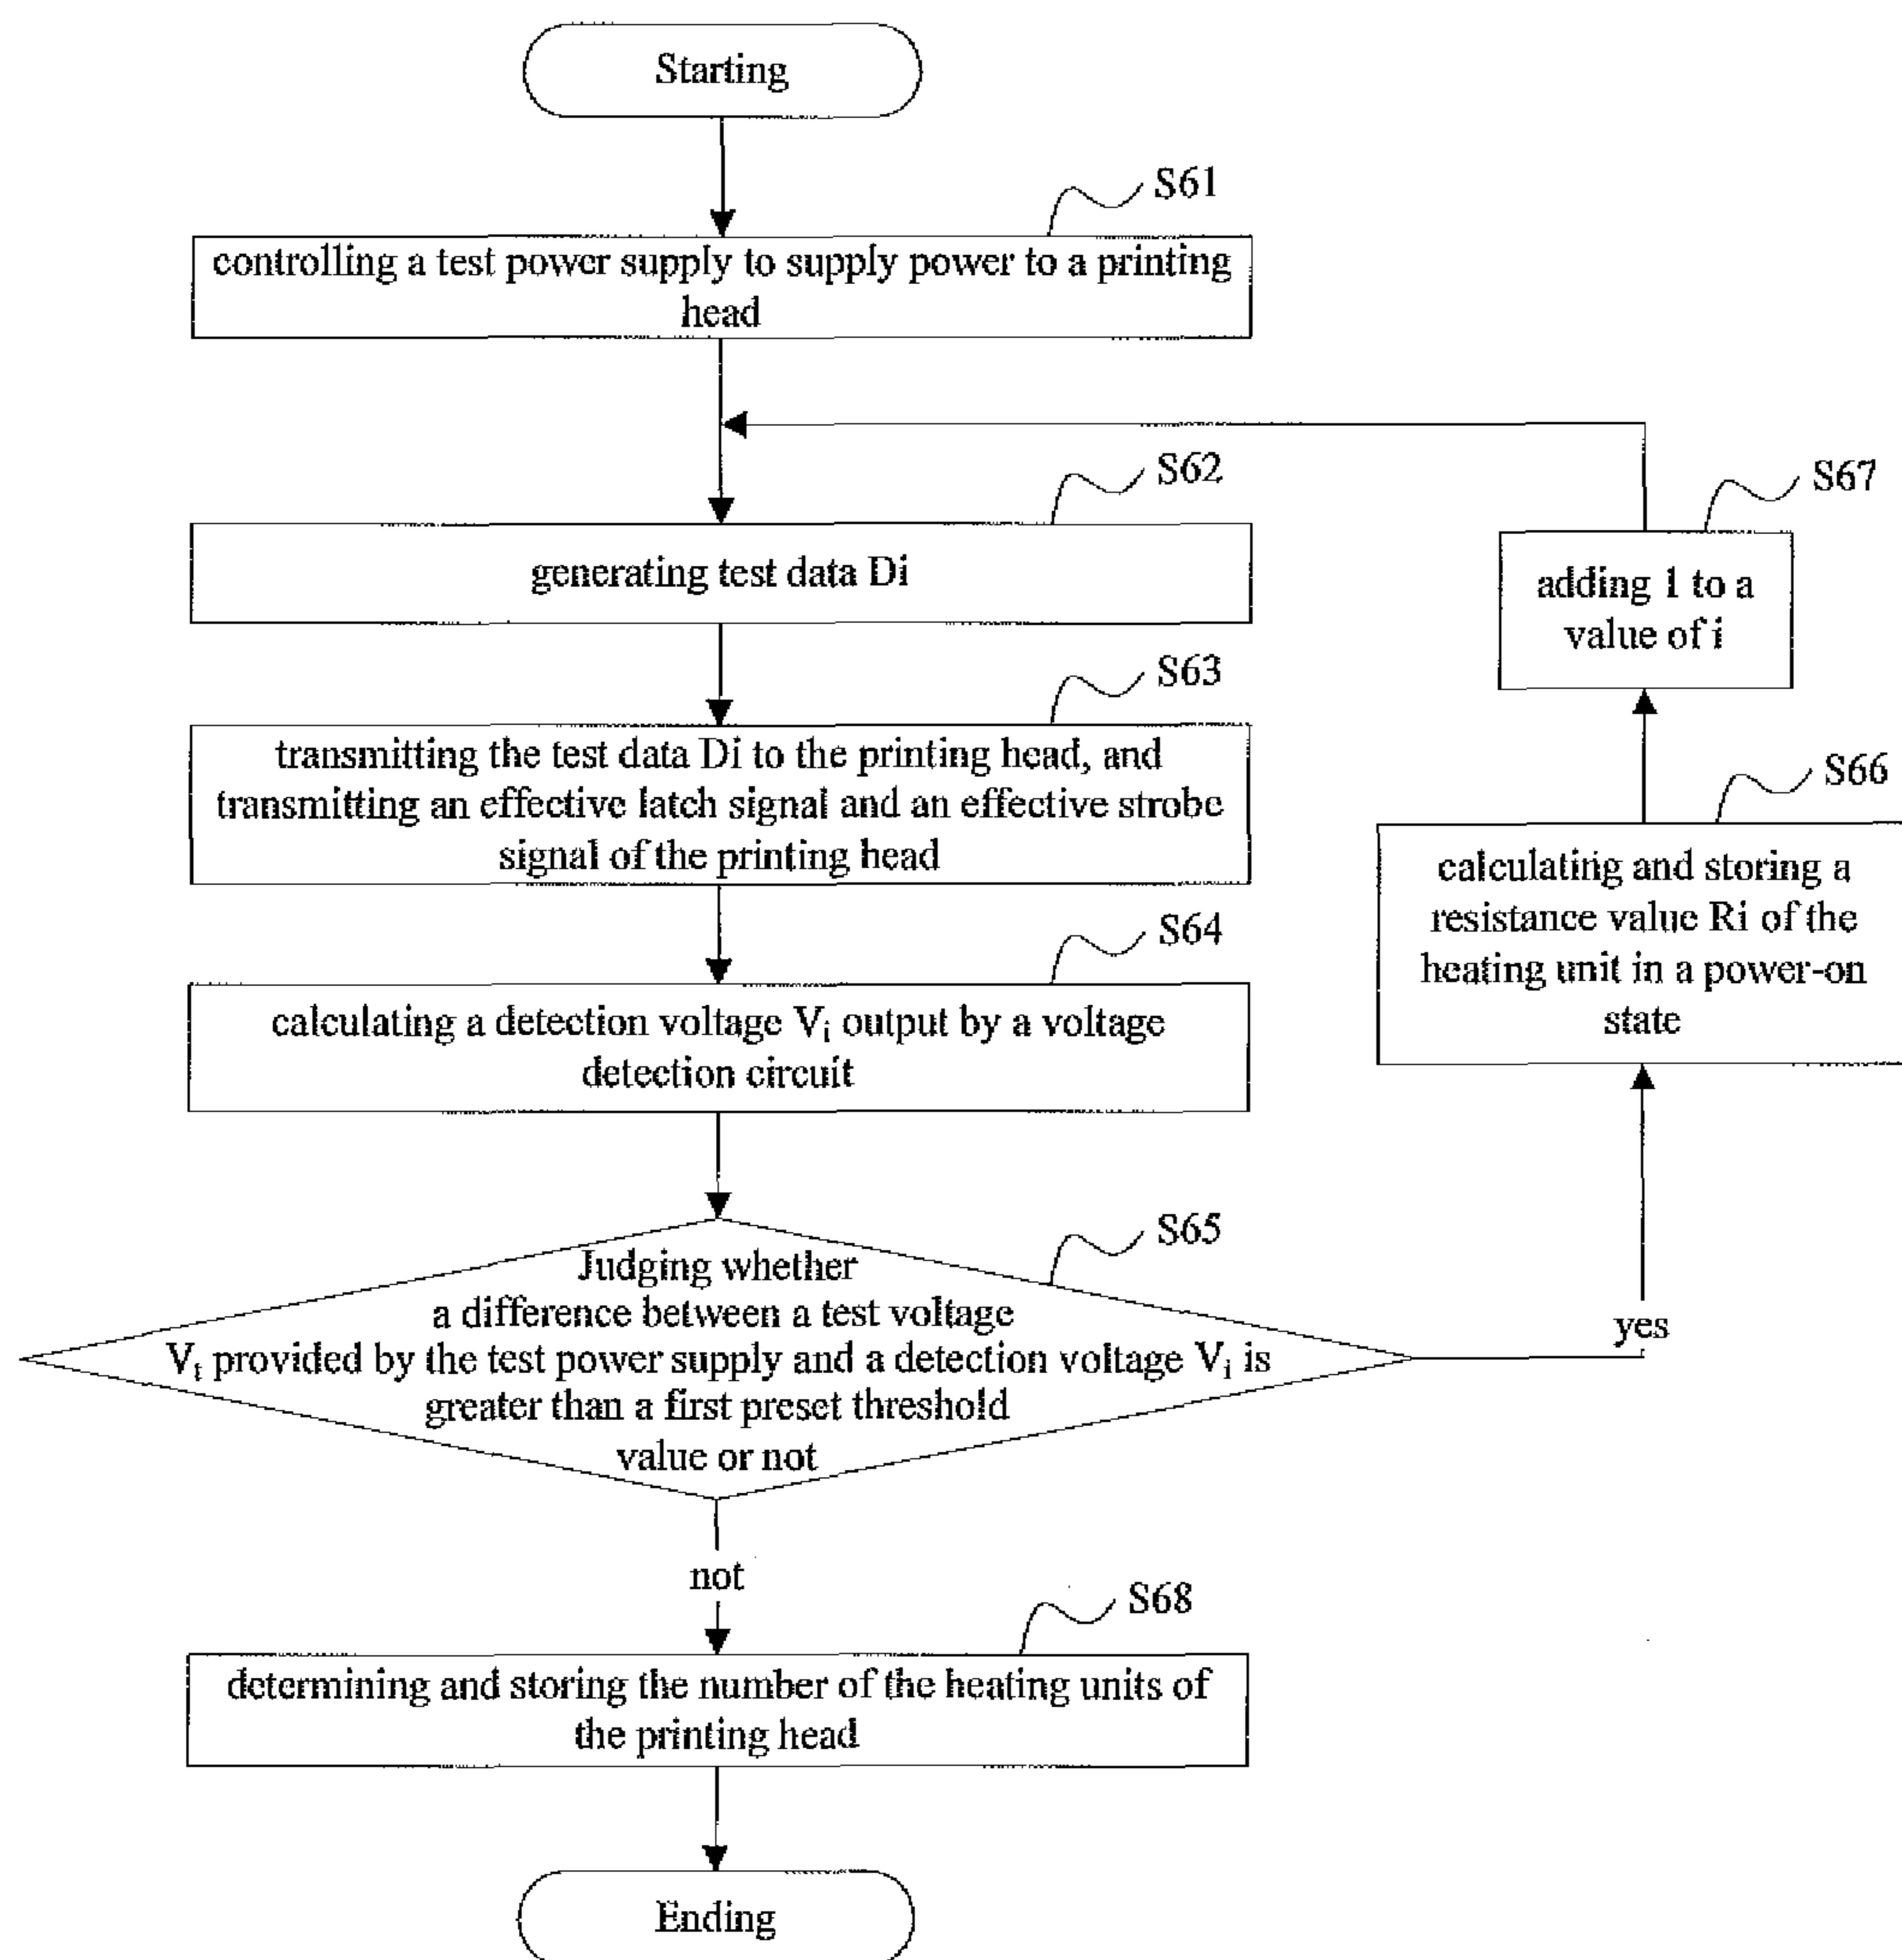 Starting
S61
controlling a test power supply to supply power to a printing
head
S62
generating test data Di
S63
transmitting the test data Di to the printing head, and
transmitting an effective latch signal and an effective strobe
signal of the printing head
S64
calculating a detection voltage Vi output by a voltage
detection circuit
S65
Judging whether
a difference between a test voltage
Vt provided by the test power supply and a detection voltage Vi is
greater than a first preset threshold
value or not
yes
S66
calculating and storing a
resistance value Ri of the
heating unit in a power-on
state
S67
adding 1 to a
value of i
not
S68
determining and storing the number of the heating units of
the printing head
Ending